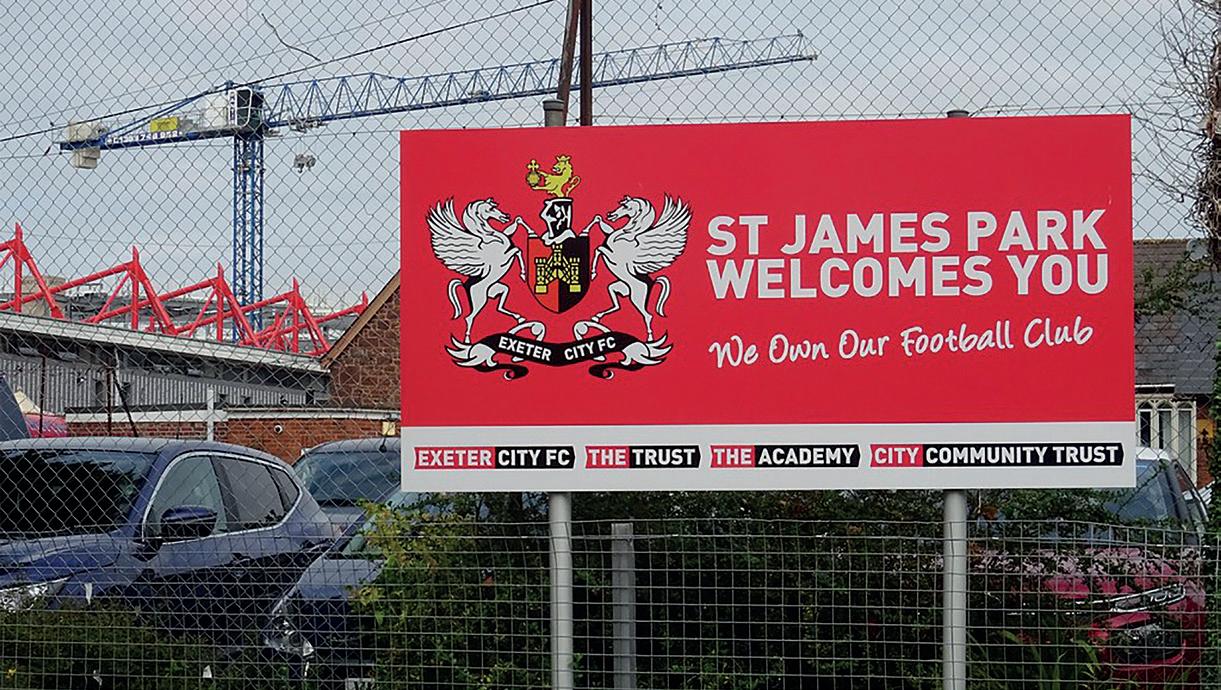 ST JAMES PARK
WELCOMES YOU
We Own Our Football Club
EXETER CITY FC
EXETER CITY FC THE TRUST THE ACADEMY CITY COMMUNITY TRUST